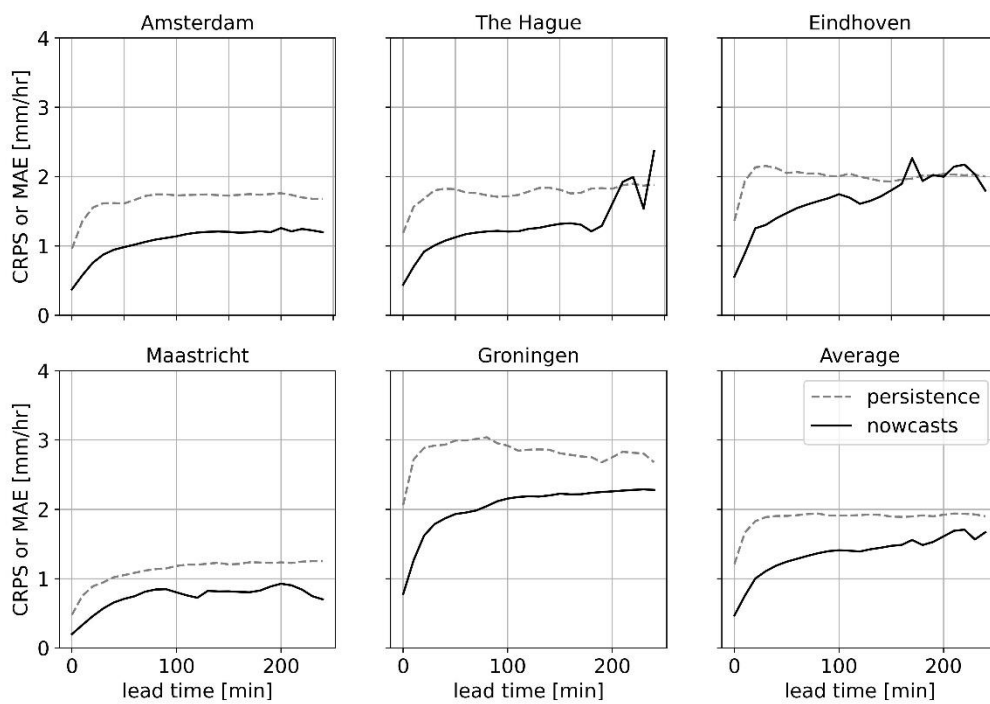 Amsterdam
The Hague
Eindhoven
CRPS or MAE [mm/hr]
4
3
2
1
0
Maastricht
Groningen
Average
CRPS or MAE [mm/hr]
4
3
2
1
0
persistence
nowcasts
0 100 200
0 100 200
0 100 200
lead time [min]
lead time [min]
lead time [min]